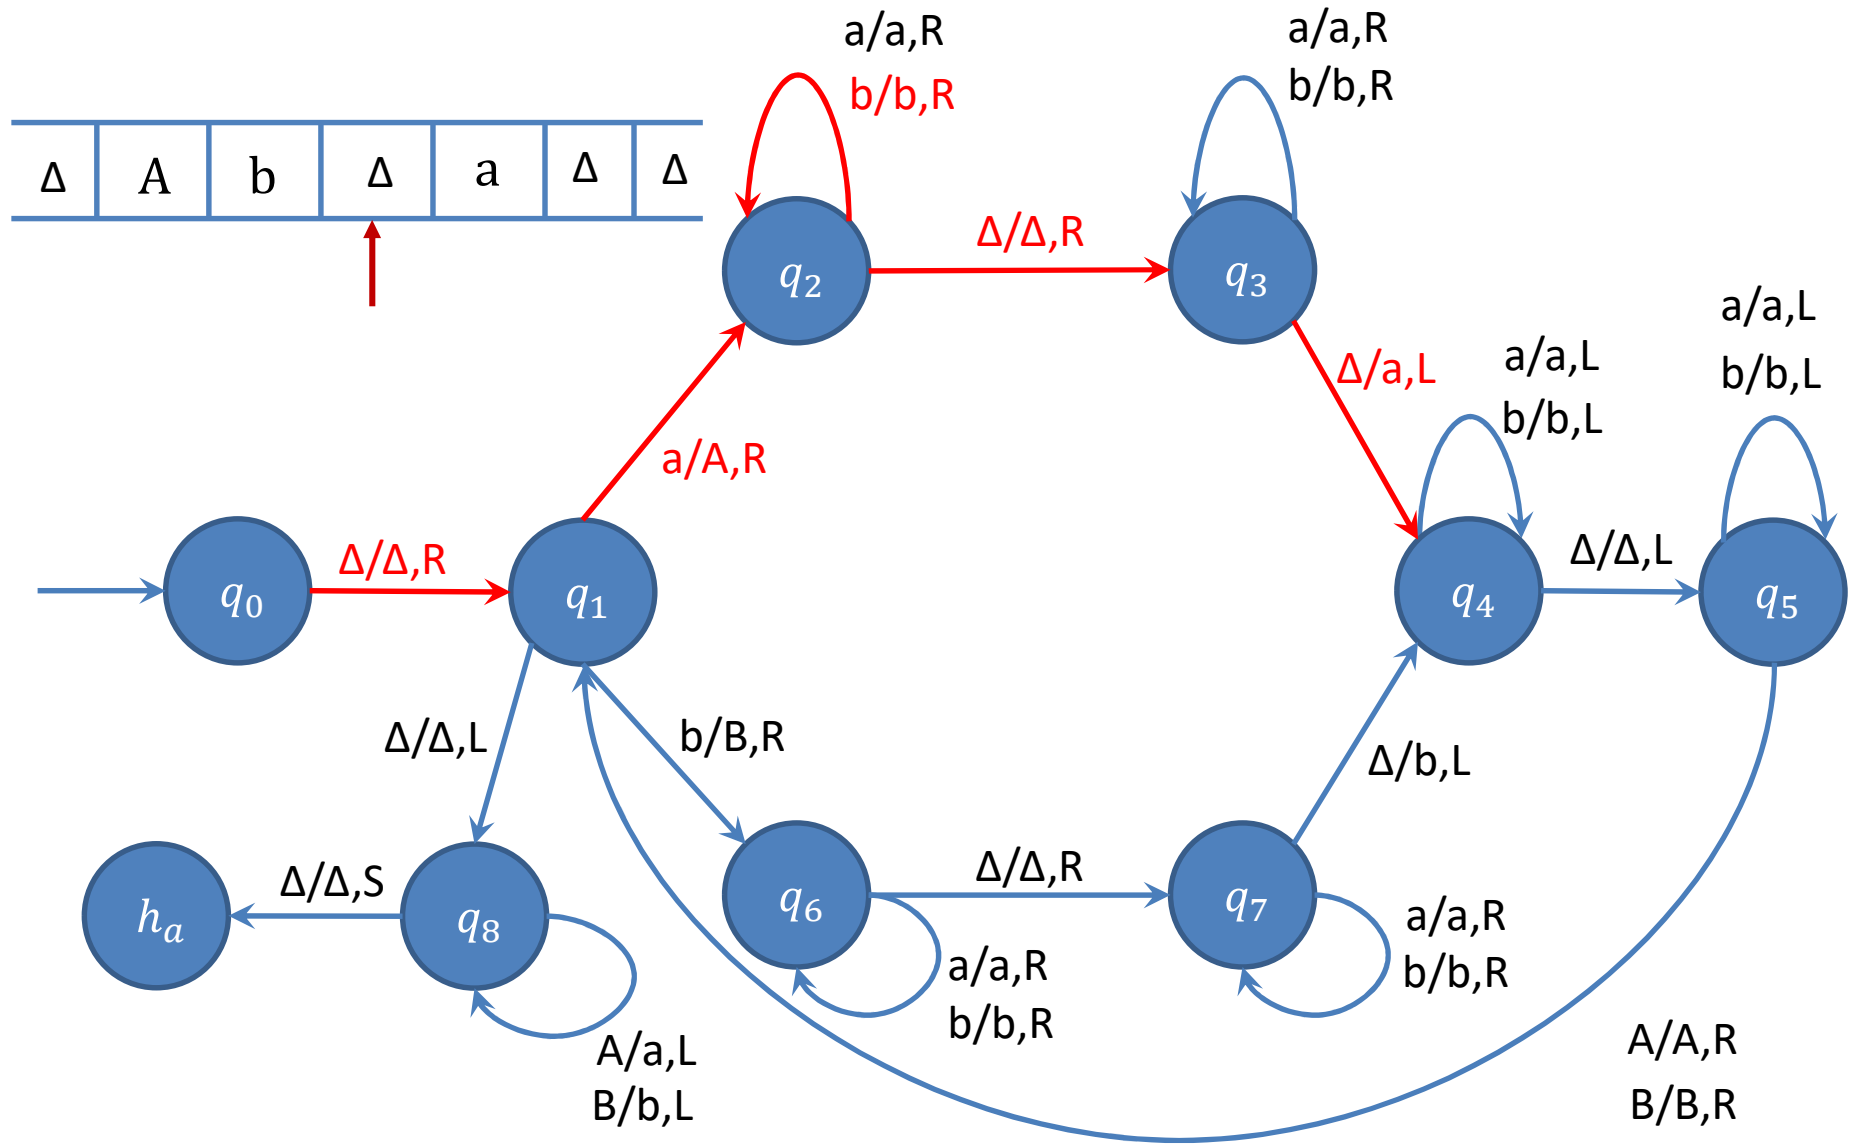 a/a,R
b/b,R
a/a,R
b/b,R
Δ A b Δ a Δ Δ
q2
Δ/Δ,R
q3
a/a,L
b/b,L
a/a,L
b/b,L
Δ/a,L
a/A,R
q0
Δ/Δ,R
q1
q4
Δ/Δ,L
q5
Δ/Δ,L
b/B,R
Δ/b,L
ha
Δ/Δ,S
q8
q6
Δ/Δ,R
q7
a/a,R
b/b,R
a/a,R
b/b,R
A/a,L
B/b,L
A/A,R
B/B,R